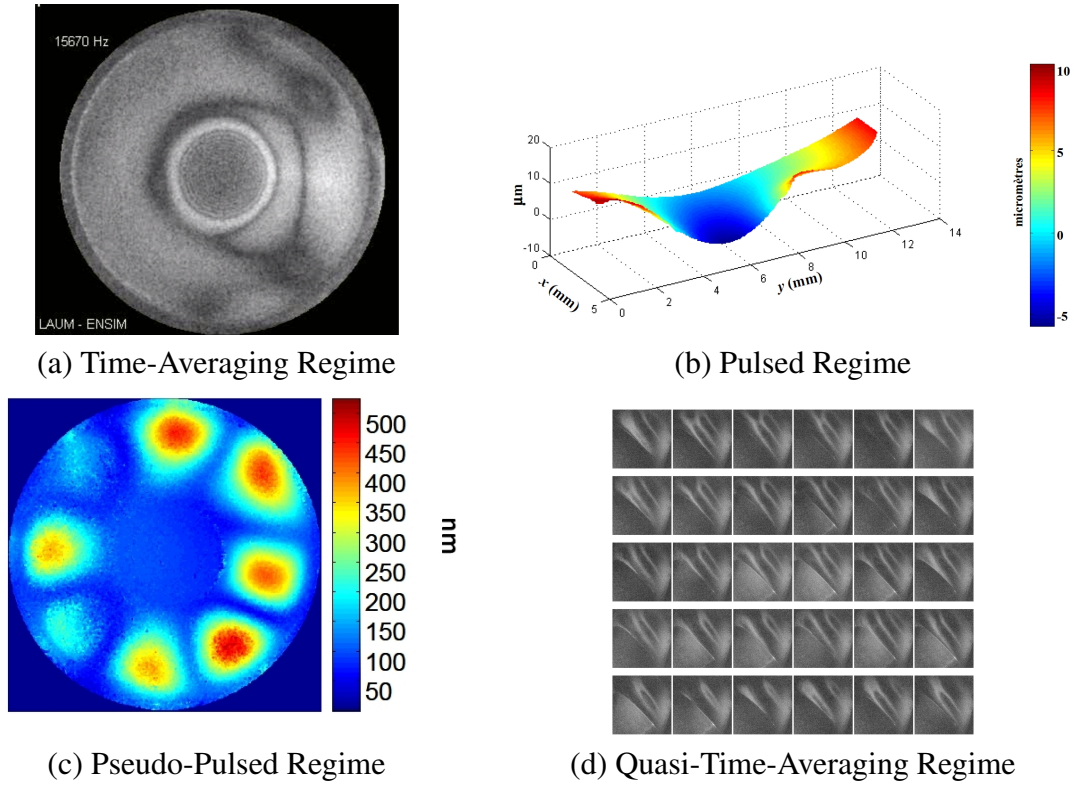 15670 Hz
LAUM - ENSIM
(a) Time-Averaging Regime
20
10
0
-10
µm
0
5
x (mm)
0
2
4
6
8
10
12
14
y (mm)
10
5
0
-5
micromètres
(b) Pulsed Regime
500
450
400
350
300
250
200
150
100
50
nm
(c) Pseudo-Pulsed Regime
(d) Quasi-Time-Averaging Regime